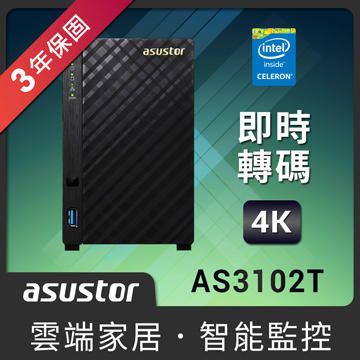 3年保固
asustor
intel
inside
CELERON
即時
轉碼
4K
AS3102T
asustor
雲端家居・智能監控